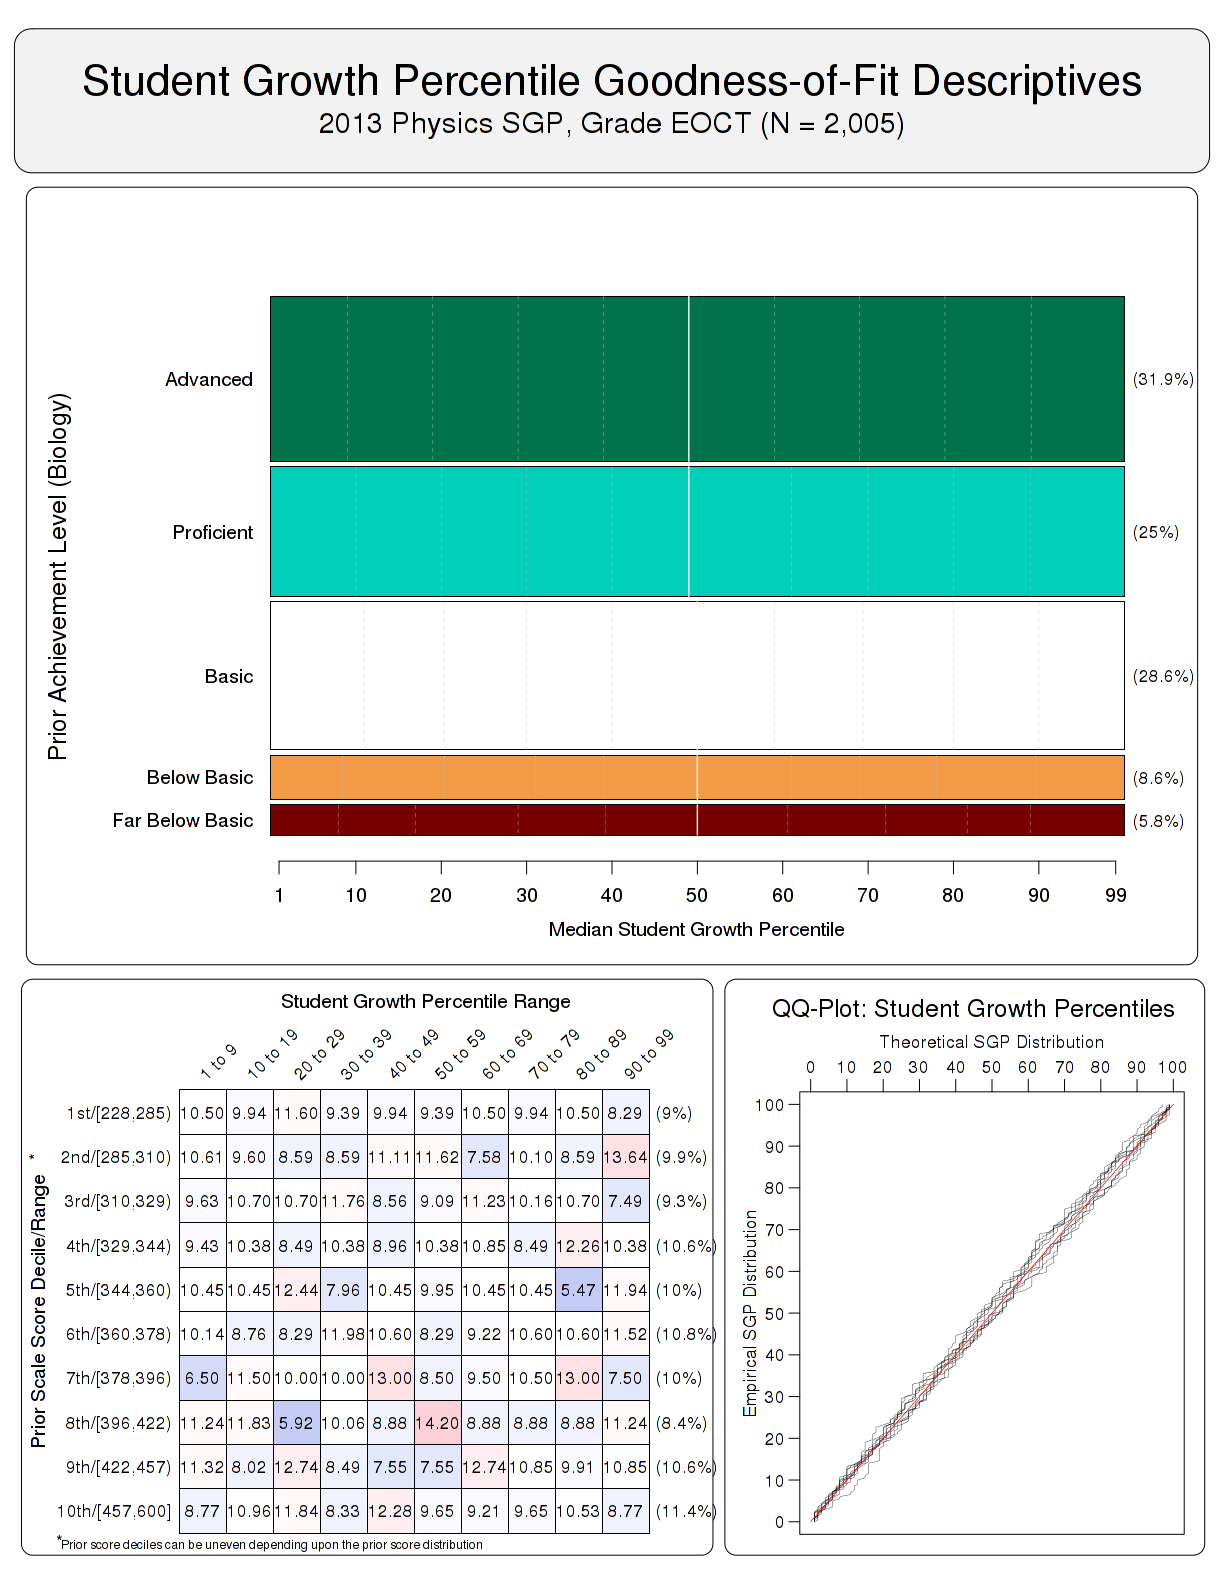 Student Growth Percentile Goodness-of-Fit Descriptives
2013 Physics SGP, Grade EOCT (N = 2,005)
Prior Achievement Level (Biology)
Advanced (31.9%)
Proficient (25%)
Basic (28.6%)
Below Basic (8.6%)
Far Below Basic (5.8%)
1 10 20 30 40 50 60 70 80 90 99
Median Student Growth Percentile
Student Growth Percentile Range
1 to 9 10 to 19 20 to 29 30 to 39 40 to 49 50 to 59 60 to 69 70 to 79 80 to 89 90 to 99
Prior Scale Score Decile/Range *
1st/[228,285) 10.50 9.94 11.60 9.39 9.94 9.39 10.50 9.94 10.50 8.29 (9%)
2nd/[285,310) 10.61 9.60 8.59 8.59 11.11 11.62 7.58 10.10 8.59 13.64 (9.9%)
3rd/[310,329) 9.63 10.70 10.70 11.76 8.56 9.09 11.23 10.16 10.70 7.49 (9.3%)
4th/[329,344) 9.43 10.38 8.49 10.38 8.96 10.38 10.85 8.49 12.26 10.38 (10.6%)
5th/[344,360) 10.45 10.45 12.44 7.96 10.45 9.95 10.45 10.45 5.47 11.94 (10%)
6th/[360,378) 10.14 8.76 8.29 11.98 10.60 8.29 9.22 10.60 10.60 11.52 (10.8%)
7th/[378,396) 6.50 11.50 10.00 10.00 13.00 8.50 9.50 10.50 13.00 7.50 (10%)
8th/[396,422) 11.24 11.83 5.92 10.06 8.88 14.20 8.88 8.88 8.88 11.24 (8.4%)
9th/[422,457) 11.32 8.02 12.74 8.49 7.55 7.55 12.74 10.85 9.91 10.85 (10.6%)
10th/[457,600] 8.77 10.96 11.84 8.33 12.28 9.65 9.21 9.65 10.53 8.77 (11.4%)
*Prior score deciles can be uneven depending upon the prior score distribution
QQ-Plot: Student Growth Percentiles
Theoretical SGP Distribution
0 10 20 30 40 50 60 70 80 90 100
Empirical SGP Distribution
100
90
80
70
60
50
40
30
20
10
0